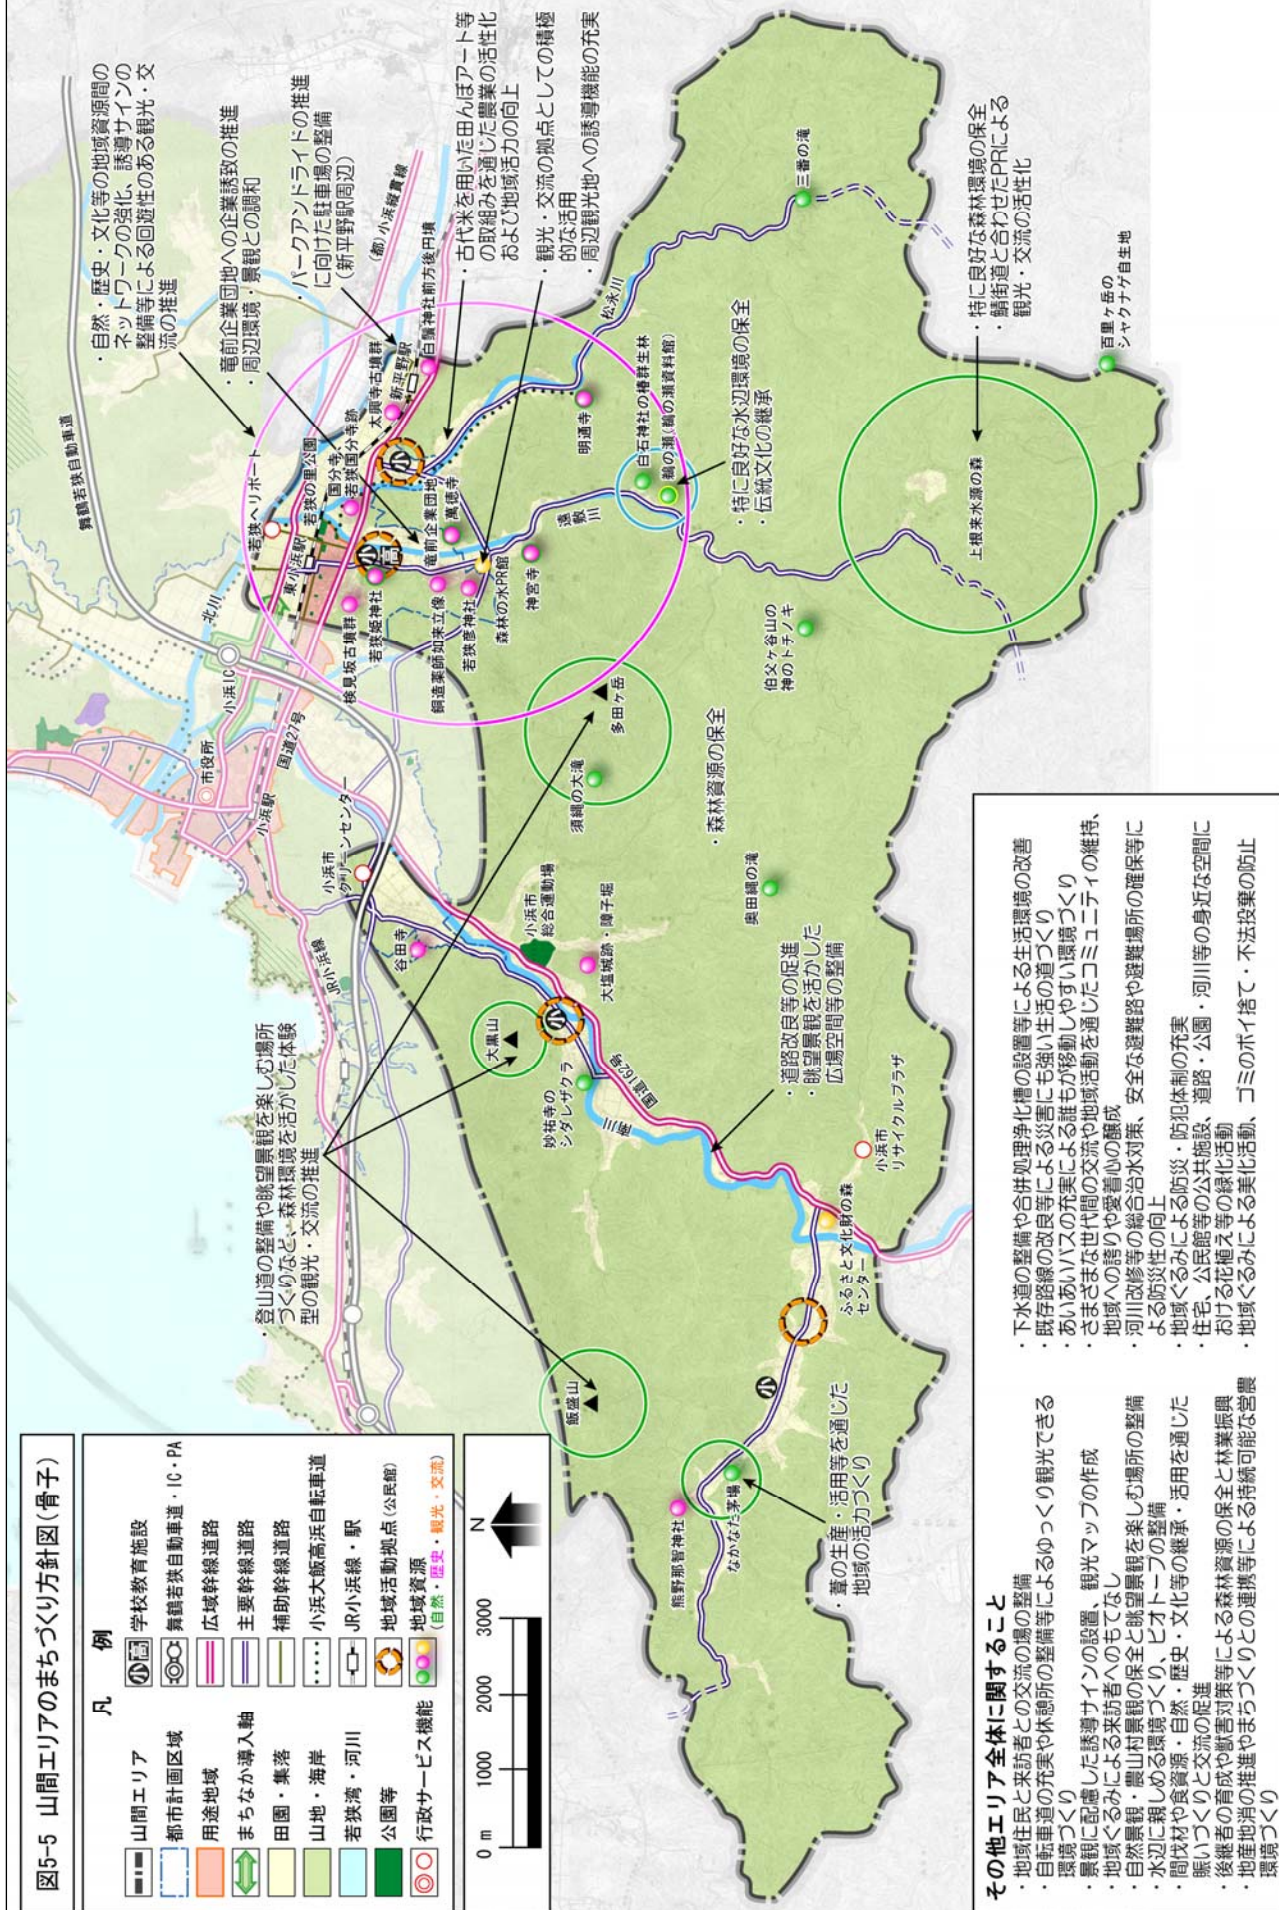 図5-5 山間エリアのまちづくり方針図(骨子)
凡例
山間エリア
都市計画区域
用途地域
まちなか導入軸
田園・集落
山地・海岸
若狭湾・河川
公園等
行政サービス機能
小高
学校教育施設
舞鶴若狭自動車道・IC・PA
広域幹線道路
主要幹線道路
補助幹線道路
小浜大飯高浜自転車道
JR小浜線・駅
地域活動拠点(公民館)
地域資源
(自然・歴史・観光・交流)
0 m 1000 2000 3000
N
・登山道の整備や眺望景観を楽しむ場所
づくりなど、森林環境を活かした体験
型の観光・交流の推進
・自然・歴史・文化等の地域資源間の
ネットワークの強化、誘導サインの
整備等による回遊性のある観光・交
流の推進
・竜前企業団地への企業誘致の推進
・周辺環境・景観との調和
・パークアンドライドの推進
に向けた駐車場の整備
(新平野駅周辺)
・古代米を用いた田んぼアート等
の取組みを通じた農業の活性化
および地域活力の向上
・観光・交流の拠点としての積極
的な活用
・周辺観光地への誘導機能の充実
舞鶴若狭自動車道
(都)小浜縦貫線
若狭ヘリポート
東小浜駅
若狭の里公園
国分寺
若狭国分寺跡
太興寺古墳群
新平野駅
白鬚神社前方後円墳
北川
小浜IC
国道27号
市役所
小浜駅
小浜市
クリーンセンター
JR小浜線
検見坂古墳群
若狭姫神社
小
高
小
竜前企業団地
萬徳寺
銅造薬師如来立像
若狭彦神社
森林の水PR館
神宮寺
遠敷川
松永川
明通寺
白石神社の椿群生林
鵜の瀬(鵜の瀬資料館)
・特に良好な水辺環境の保全
・伝統文化の継承
三番の滝
・特に良好な森林環境の保全
・鯖街道と合わせたPRによる
観光・交流の活性化
上根来水源の森
百里ヶ岳の
シャクナゲ自生地
伯父ヶ谷山の
神のトチノキ
多田ヶ岳
須縄の大滝
・森林資源の保全
奥田縄の滝
谷田寺
小浜市
総合運動場
大塩城跡・障子堀
大黒山
小
妙祐寺の
シダレザクラ
国道162号
南川
・道路改良等の促進
・眺望景観を活かした
広場空間等の整備
小浜市
リサイクルプラザ
ふるさと文化財の森
センター
飯盛山
小
熊野那智神社
なかなた茅場
・葦の生産・活用等を通じた
地域の活力づくり
その他エリア全体に関すること
・地域住民と来訪者との交流の場の整備
・自転車道の充実や休憩所の整備等によるゆっくり観光できる
環境づくり
・景観に配慮した誘導サインの設置、観光マップの作成
・地域ぐるみによる来訪者へのもてなし
・自然景観・農山村景観の保全と眺望景観を楽しむ場所の整備
・水辺に親しめる環境づくり、ビオトープの整備
・間伐材や食資源・自然・歴史・文化等の継承・活用を通じた
賑いづくりと交流の促進
・後継者の育成や獣害対策等による森林資源の保全と林業振興
・地産地消の推進やまちづくりとの連携等による持続可能な営農
環境づくり
・下水道の整備や合併処理浄化槽の設置等による生活環境の改善
・既存路線の改良等による災害にも強い生活の道づくり
・あいあいバスの充実による誰もが移動しやすい環境づくり
・さまざまな世代間の交流や地域活動を通じたコミュニティの維持、
地域への誇りや愛着心の醸成
・河川改修等の総合治水対策、安全な避難路や避難場所の確保等に
よる防災性の向上
・地域ぐるみによる防災・防犯体制の充実
・住宅、公民館等の公共施設、道路・公園・河川等の身近な空間に
おける花植え等の緑化活動
・地域ぐるみによる美化活動、ゴミのポイ捨て・不法投棄の防止